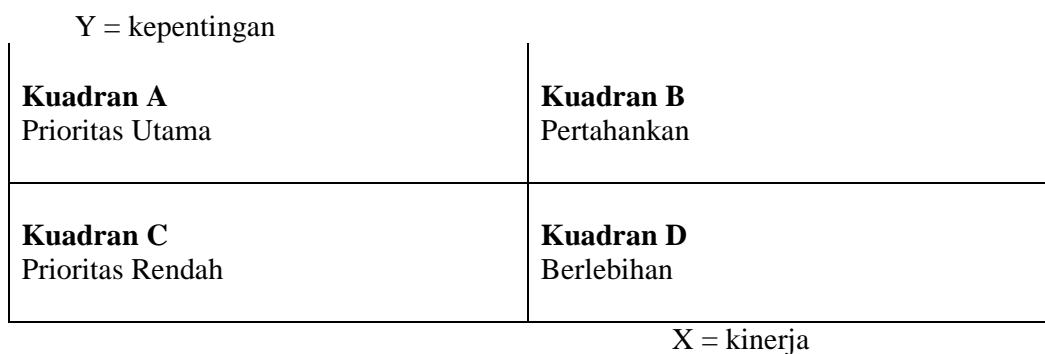 Y = kepentingan
Kuadran A
Prioritas Utama
Kuadran B
Pertahankan
Kuadran C
Prioritas Rendah
Kuadran D
Berlebihan
X = kinerja